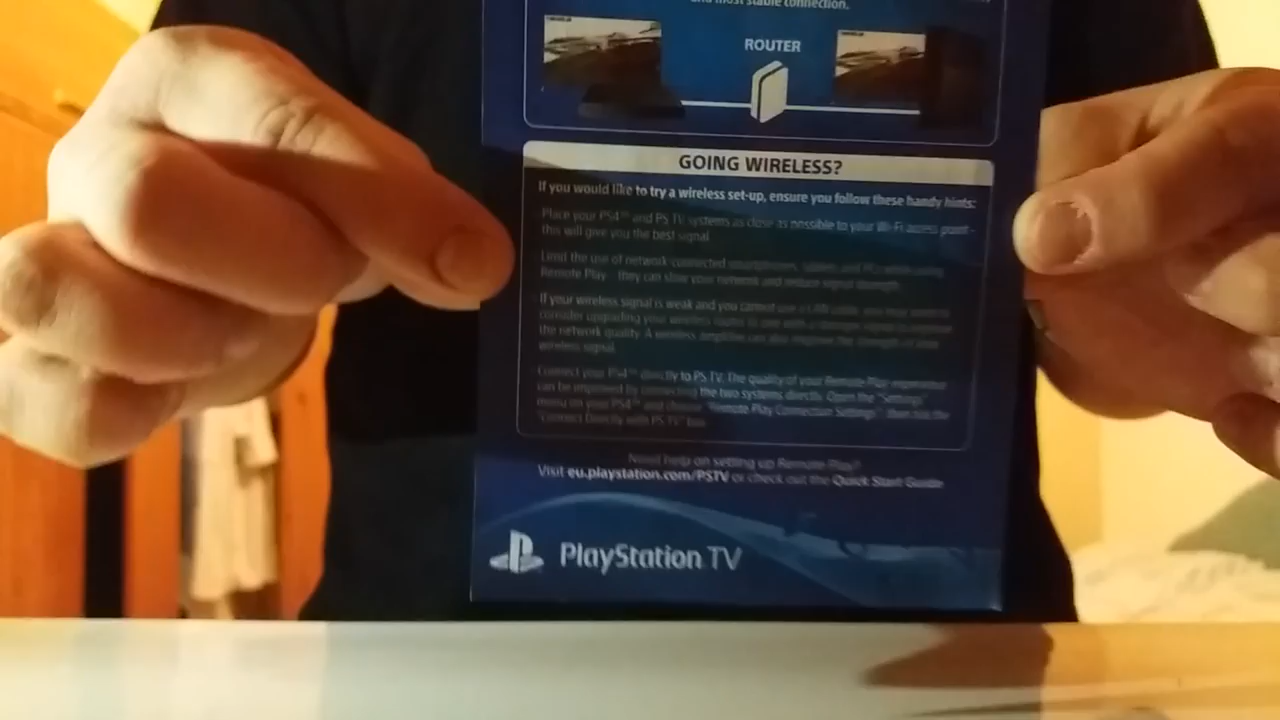 and most stable connection.
ROUTER
GOING WIRELESS?
If you would like to try a wireless set-up, ensure you follow these handy hints:
Place your PS4™ and PS TV systems as close as possible to your Wi-Fi access point -
this will give you the best signal.
Limit the use of network connected smartphones, tablets and PCs while using
Remote Play - they can slow your network and reduce signal strength.
If your wireless signal is weak and you cannot use a LAN cable, you may
consider upgrading your wireless router to one with a stronger signal to
the network quality. A wireless amplifier can also improve the strength of your
wireless signal.
Connect your PS4™ directly to PS TV. The quality of your Remote Play experience
can be improved by connecting the two systems directly. Open the "Settings"
menu on your PS4™ and choose "Remote Play Connection Settings", then tick the
"Connect Directly with PS TV" box.
Need help on setting up Remote Play?
Visit eu.playstation.com/PSTV or check out the Quick Start Guide
PlayStation TV